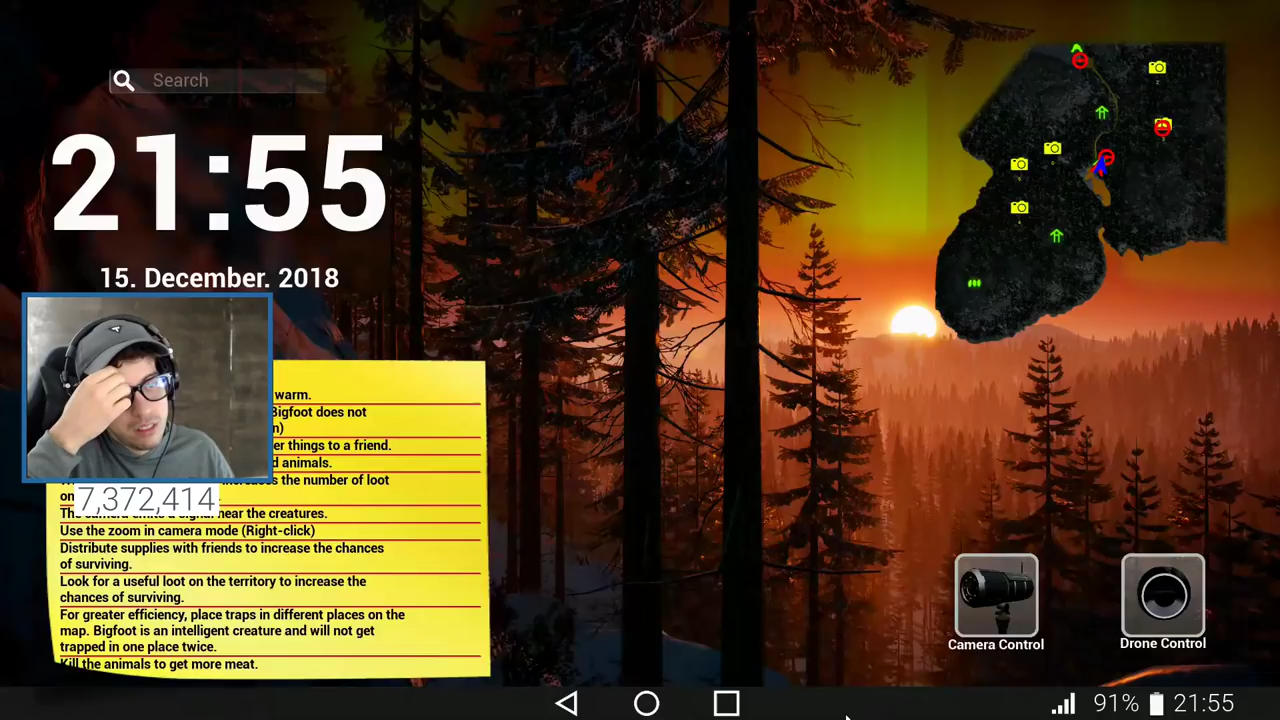 Search
21:55
15. December. 2018
warm.
Bigfoot does not
er things to a friend.
d animals.
increases the number of loot
on
7,372,414
The camera emits a signal near the creatures.
Use the zoom in camera mode (Right-click)
Distribute supplies with friends to increase the chances
of surviving.
Look for a useful loot on the territory to increase the
chances of surviving.
For greater efficiency, place traps in different places on the
map. Bigfoot is an intelligent creature and will not get
trapped in one place twice.
Kill the animals to get more meat.
Camera Control
Drone Control
91%
21:55